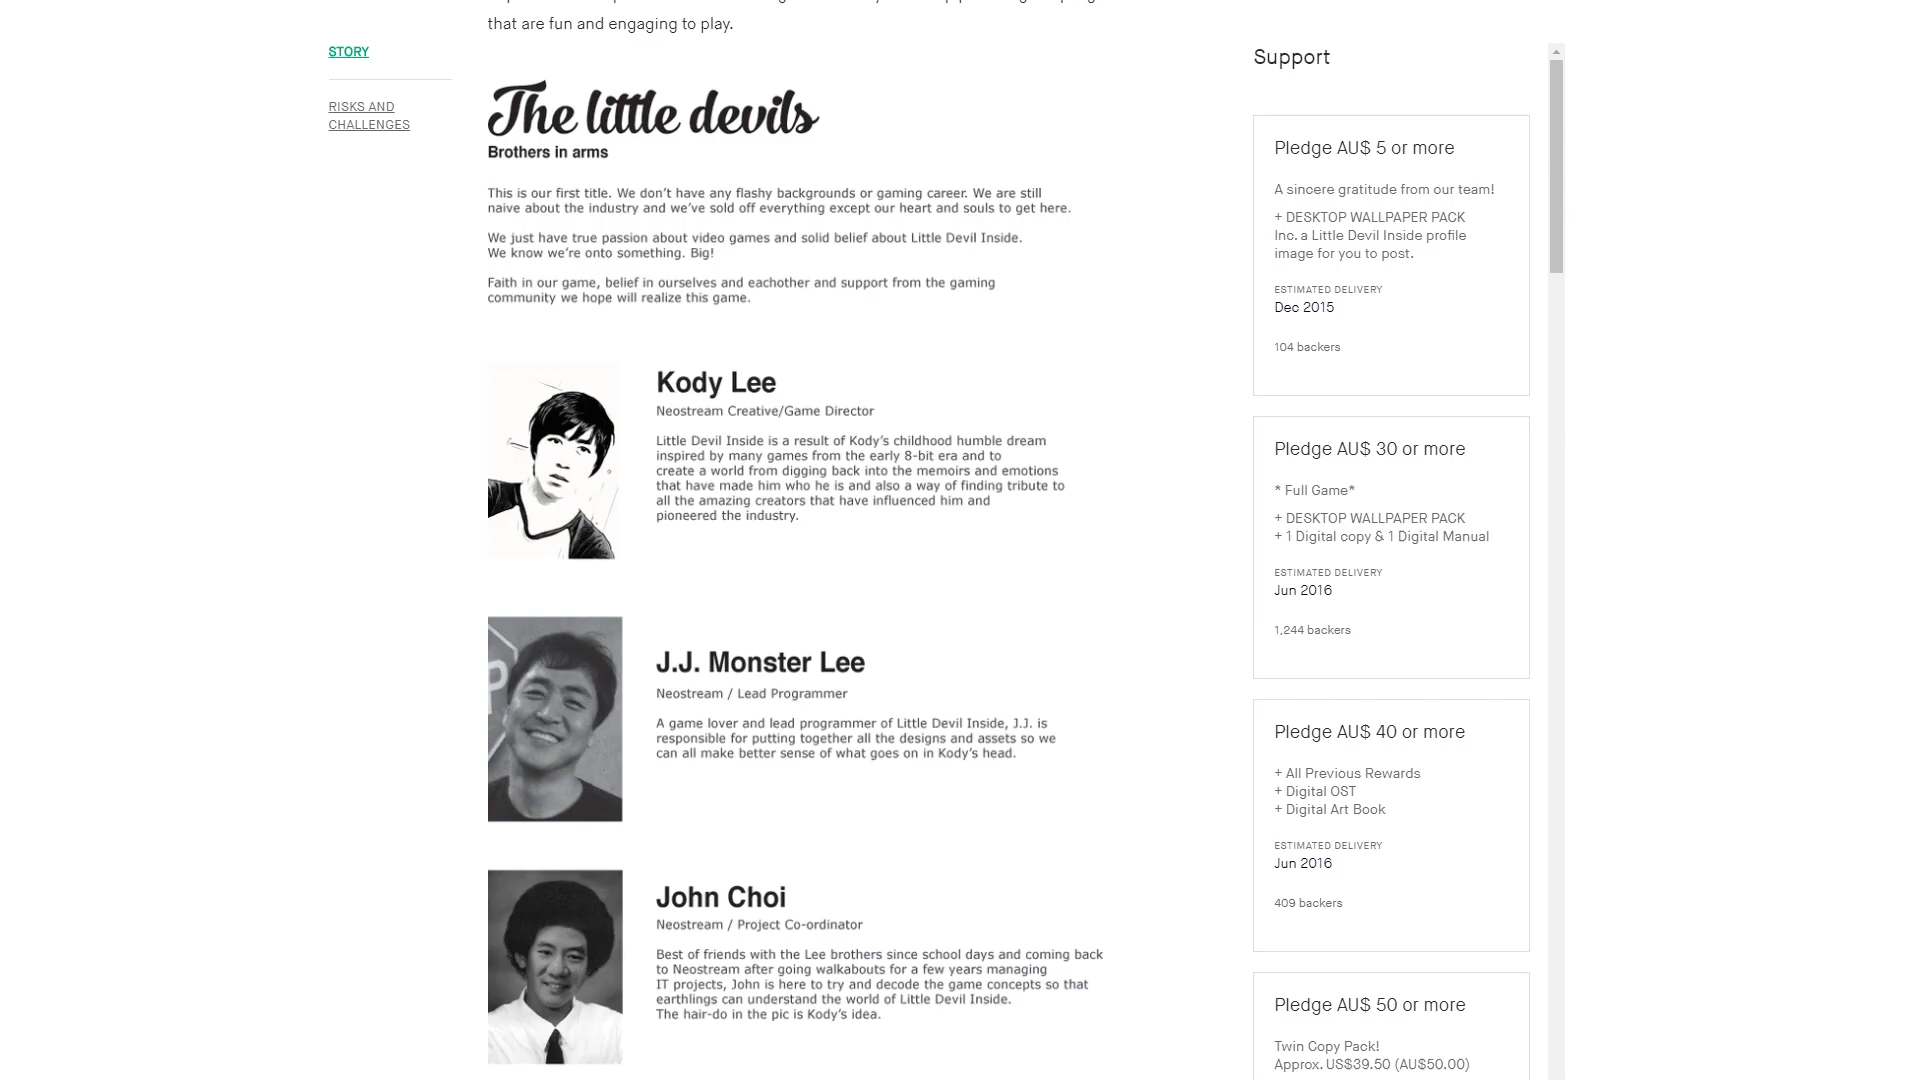 that are fun and engaging to play.
STORY
RISKS AND
CHALLENGES
The little devils
Brothers in arms
This is our first title. We don't have any flashy backgrounds or gaming career. We are still
naive about the industry and we've sold off everything except our heart and souls to get here.
We just have true passion about video games and solid belief about Little Devil Inside.
We know we're onto something. Big!
Faith in our game, belief in ourselves and eachother and support from the gaming
community we hope will realize this game.
Kody Lee
Neostream Creative/Game Director
Little Devil Inside is a result of Kody's childhood humble dream
inspired by many games from the early 8-bit era and to
create a world from digging back into the memoirs and emotions
that have made him who he is and also a way of finding tribute to
all the amazing creators that have influenced him and
pioneered the industry.
J.J. Monster Lee
Neostream / Lead Programmer
A game lover and lead programmer of Little Devil Inside, J.J. is
responsible for putting together all the designs and assets so we
can all make better sense of what goes on in Kody's head.
John Choi
Neostream / Project Co-ordinator
Best of friends with the Lee brothers since school days and coming back
to Neostream after going walkabouts for a few years managing
IT projects, John is here to try and decode the game concepts so that
earthlings can understand the world of Little Devil Inside.
The hair-do in the pic is Kody's idea.
Support
Pledge AU$ 5 or more
A sincere gratitude from our team!
+ DESKTOP WALLPAPER PACK
Inc. a Little Devil Inside profile
image for you to post.
ESTIMATED DELIVERY
Dec 2015
104 backers
Pledge AU$ 30 or more
* Full Game*
+ DESKTOP WALLPAPER PACK
+ 1 Digital copy & 1 Digital Manual
ESTIMATED DELIVERY
Jun 2016
1,244 backers
Pledge AU$ 40 or more
+ All Previous Rewards
+ Digital OST
+ Digital Art Book
ESTIMATED DELIVERY
Jun 2016
409 backers
Pledge AU$ 50 or more
Twin Copy Pack!
Approx. US$39.50 (AU$50.00)